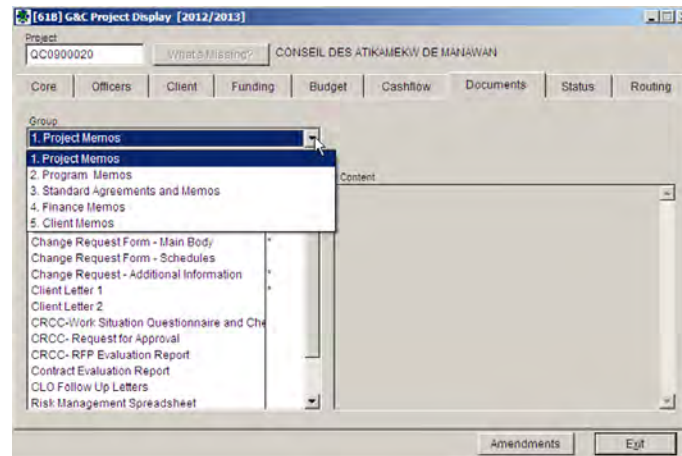 [618] G&C Project Display [2012/2013]
Project
QC0900020 What's Missing? CONSEIL DES ATIKAMEKW DE MANAWAN
Core Officers Client Funding Budget Cashflow Documents Status Routing
Group
1. Project Memos
1. Project Memos
2. Program Memos
3. Standard Agreements and Memos
4. Finance Memos
5. Client Memos
Content
Change Request Form - Main Body *
Change Request Form - Schedules
Change Request - Additional Information *
Client Letter 1 *
Client Letter 2
CRCC-Work Situation Questionnaire and Che
CRCC- Request for Approval
CRCC- RFP Evaluation Report
Contract Evaluation Report
CLO Follow Up Letters
Risk Management Spreadsheet
Amendments Exit